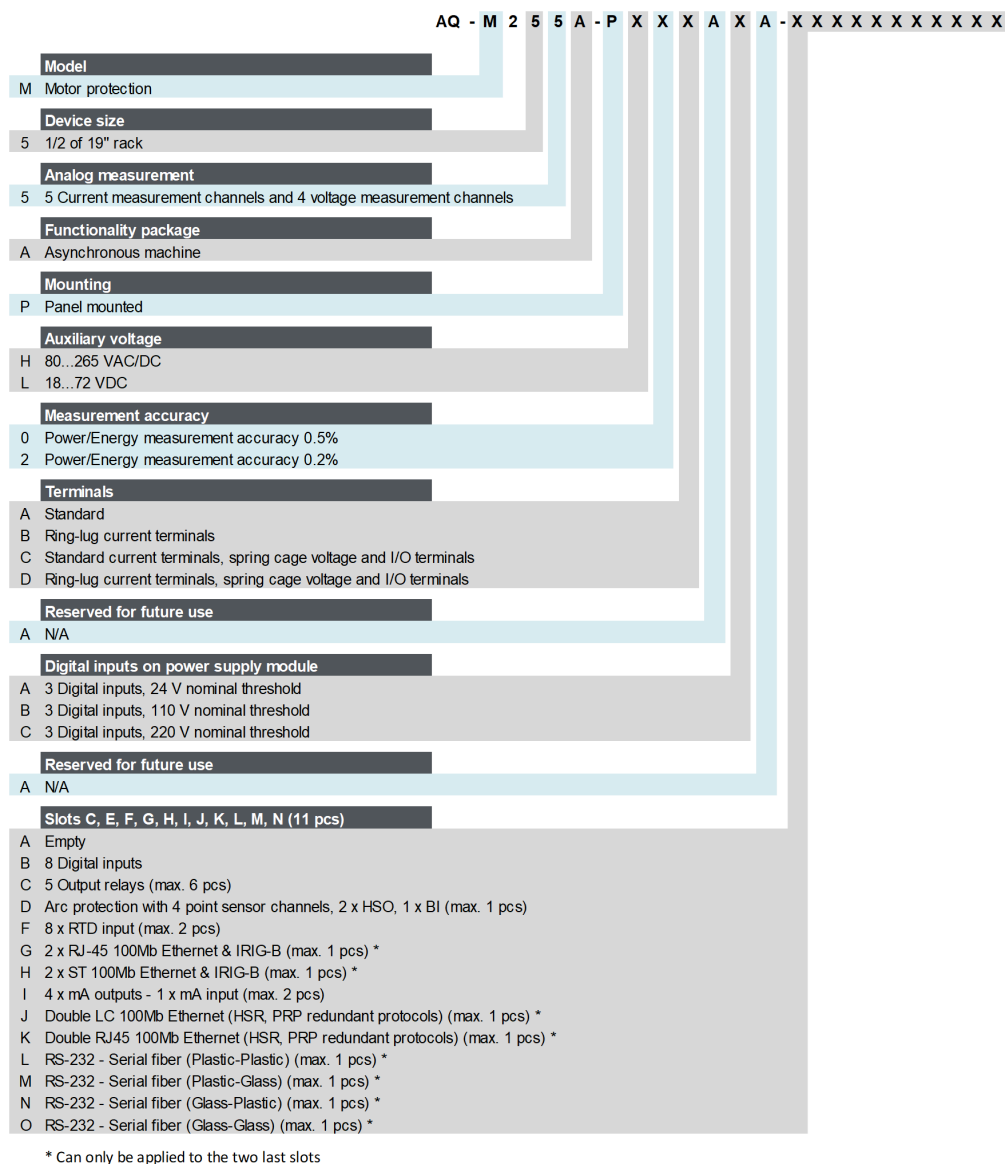 AQ - M 2 5 5 A - P X X X A X A - X X X X X X X X X X X
Model
M Motor protection
Device size
5 1/2 of 19" rack
Analog measurement
5 5 Current measurement channels and 4 voltage measurement channels
Functionality package
A Asynchronous machine
Mounting
P Panel mounted
Auxiliary voltage
H 80...265 VAC/DC
L 18...72 VDC
Measurement accuracy
0 Power/Energy measurement accuracy 0.5%
2 Power/Energy measurement accuracy 0.2%
Terminals
A Standard
B Ring-lug current terminals
C Standard current terminals, spring cage voltage and I/O terminals
D Ring-lug current terminals, spring cage voltage and I/O terminals
Reserved for future use
A N/A
Digital inputs on power supply module
A 3 Digital inputs, 24 V nominal threshold
B 3 Digital inputs, 110 V nominal threshold
C 3 Digital inputs, 220 V nominal threshold
Reserved for future use
A N/A
Slots C, E, F, G, H, I, J, K, L, M, N (11 pcs)
A Empty
B 8 Digital inputs
C 5 Output relays (max. 6 pcs)
D Arc protection with 4 point sensor channels, 2 x HSO, 1 x BI (max. 1 pcs)
F 8 x RTD input (max. 2 pcs)
G 2 x RJ-45 100Mb Ethernet & IRIG-B (max. 1 pcs) *
H 2 x ST 100Mb Ethernet & IRIG-B (max. 1 pcs) *
I 4 x mA outputs - 1 x mA input (max. 2 pcs)
J Double LC 100Mb Ethernet (HSR, PRP redundant protocols) (max. 1 pcs) *
K Double RJ45 100Mb Ethernet (HSR, PRP redundant protocols) (max. 1 pcs) *
L RS-232 - Serial fiber (Plastic-Plastic) (max. 1 pcs) *
M RS-232 - Serial fiber (Plastic-Glass) (max. 1 pcs) *
N RS-232 - Serial fiber (Glass-Plastic) (max. 1 pcs) *
O RS-232 - Serial fiber (Glass-Glass) (max. 1 pcs) *
* Can only be applied to the two last slots